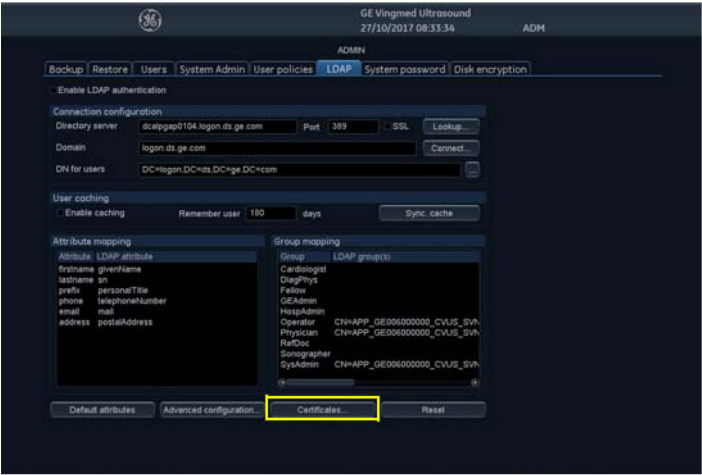 GE Vingmed Ultrasound
27/10/2017 08:33:34 ADM
ADMIN
Backup Restore Users System Admin User policies LDAP System password Disk encryption
Enable LDAP authentication
Connection configuration
Directory server dcalpgap0104.logon.ds.ge.com Port 389 SSL Lookup...
Domain logon.ds.ge.com Connect...
DN for users DC=logon,DC=ds,DC=ge,DC=com ...
User caching
Enable caching Remember user 180 days Sync. cache
Attribute mapping Group mapping
Attribute LDAP attribute Group LDAP group(s)
firstname givenName Cardiologist
lastname sn DiagPhys
prefix personalTitle Fellow
phone telephoneNumber GEAdmin
email mail HospAdmin
address postalAddress Operator CN=APP_GE006000000_CVUS_SVN
Physician CN=APP_GE006000000_CVUS_SVN
RefDoc
Sonographer
SysAdmin CN=APP_GE006000000_CVUS_SVN
Default attributes Advanced configuration... Certificates... Reset